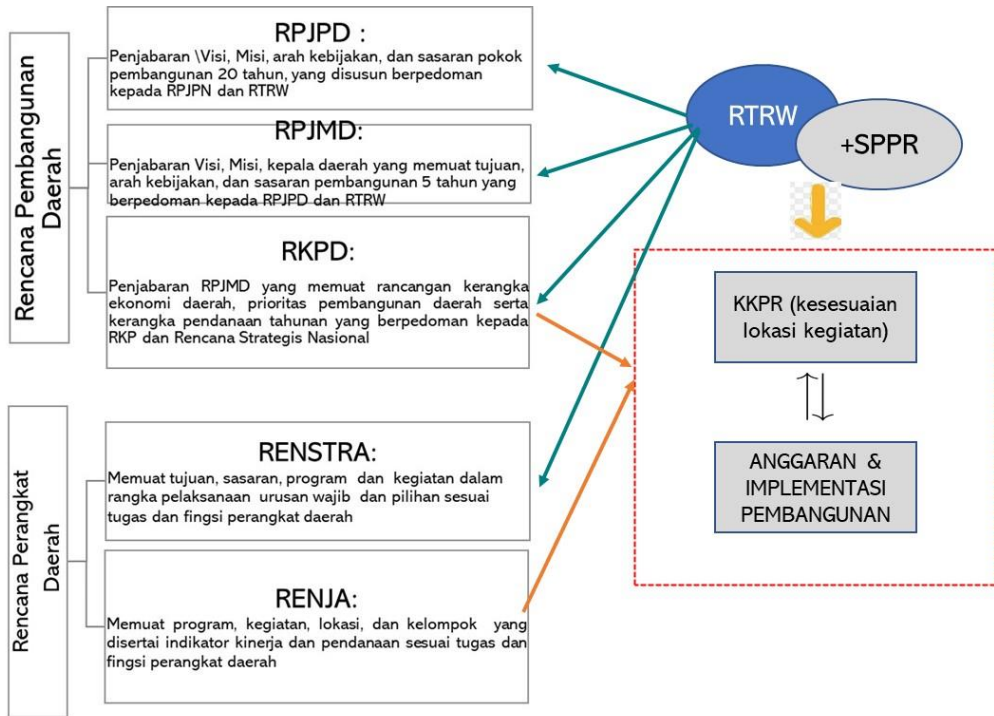 Rencana Pembangunan
Daerah
RPJPD :
Penjabaran \Visi, Misi, arah kebijakan, dan sasaran pokok
pembangunan 20 tahun, yang disusun berpedoman
kepada RPJPN dan RTRW
RPJMD:
Penjabaran Visi, Misi, kepala daerah yang memuat tujuan,
arah kebijakan, dan sasaran pembangunan 5 tahun yang
berpedoman kepada RPJPD dan RTRW
RKPD:
Penjabaran RPJMD yang memuat rancangan kerangka
ekonomi daerah, prioritas pembangunan daerah serta
kerangka pendanaan tahunan yang berpedoman kepada
RKP dan Rencana Strategis Nasional
Rencana Perangkat
Daerah
RENSTRA:
Memuat tujuan, sasaran, program dan kegiatan dalam
rangka pelaksanaan urusan wajib dan pilihan sesuai
tugas dan fingsi perangkat daerah
RENJA:
Memuat program, kegiatan, lokasi, dan kelompok yang
disertai indikator kinerja dan pendanaan sesuai tugas dan
fingsi perangkat daerah
RTRW
+SPPR
KKPR (kesesuaian
lokasi kegiatan)
ANGGARAN &
IMPLEMENTASI
PEMBANGUNAN